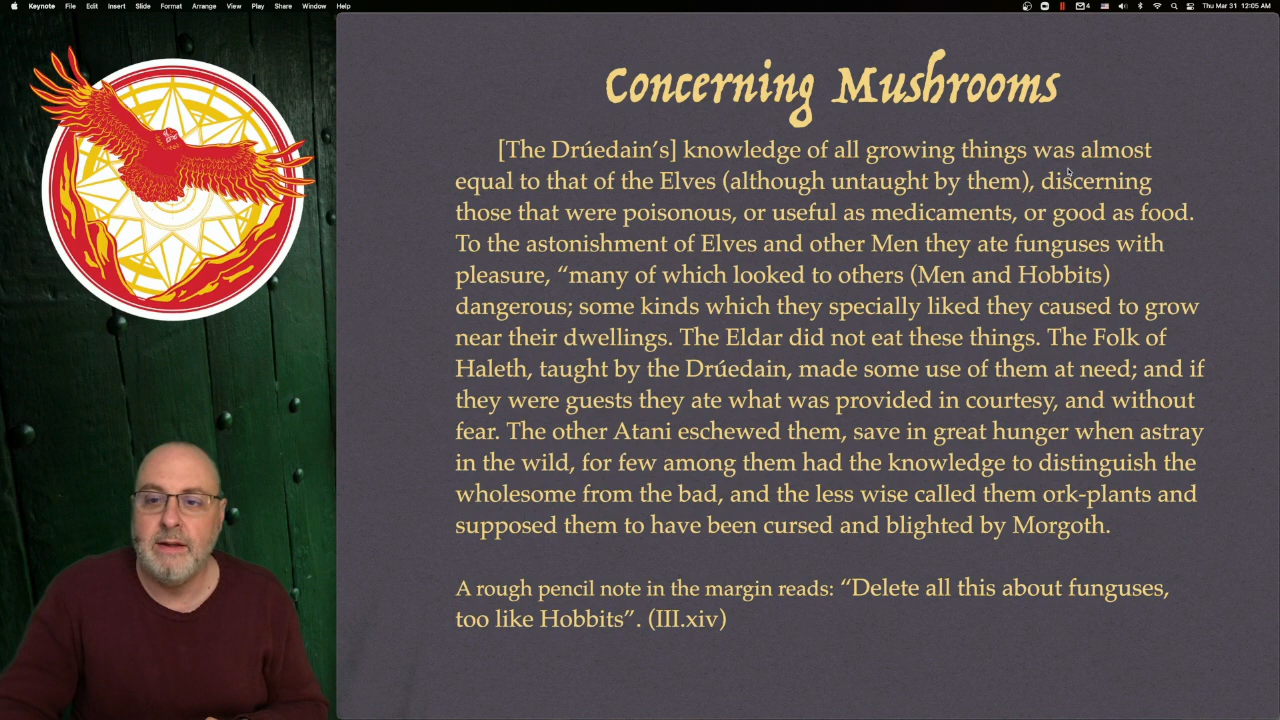 Keynote File Edit Insert Slide Format Arrange View Play Share Window Help 4 Thu Mar 31 12:05 AM
Concerning Mushrooms
[The Drúedain’s] knowledge of all growing things was almost
equal to that of the Elves (although untaught by them), discerning
those that were poisonous, or useful as medicaments, or good as food.
To the astonishment of Elves and other Men they ate funguses with
pleasure, “many of which looked to others (Men and Hobbits)
dangerous; some kinds which they specially liked they caused to grow
near their dwellings. The Eldar did not eat these things. The Folk of
Haleth, taught by the Drúedain, made some use of them at need; and if
they were guests they ate what was provided in courtesy, and without
fear. The other Atani eschewed them, save in great hunger when astray
in the wild, for few among them had the knowledge to distinguish the
wholesome from the bad, and the less wise called them ork-plants and
supposed them to have been cursed and blighted by Morgoth.
A rough pencil note in the margin reads: “Delete all this about funguses,
too like Hobbits”. (III.xiv)